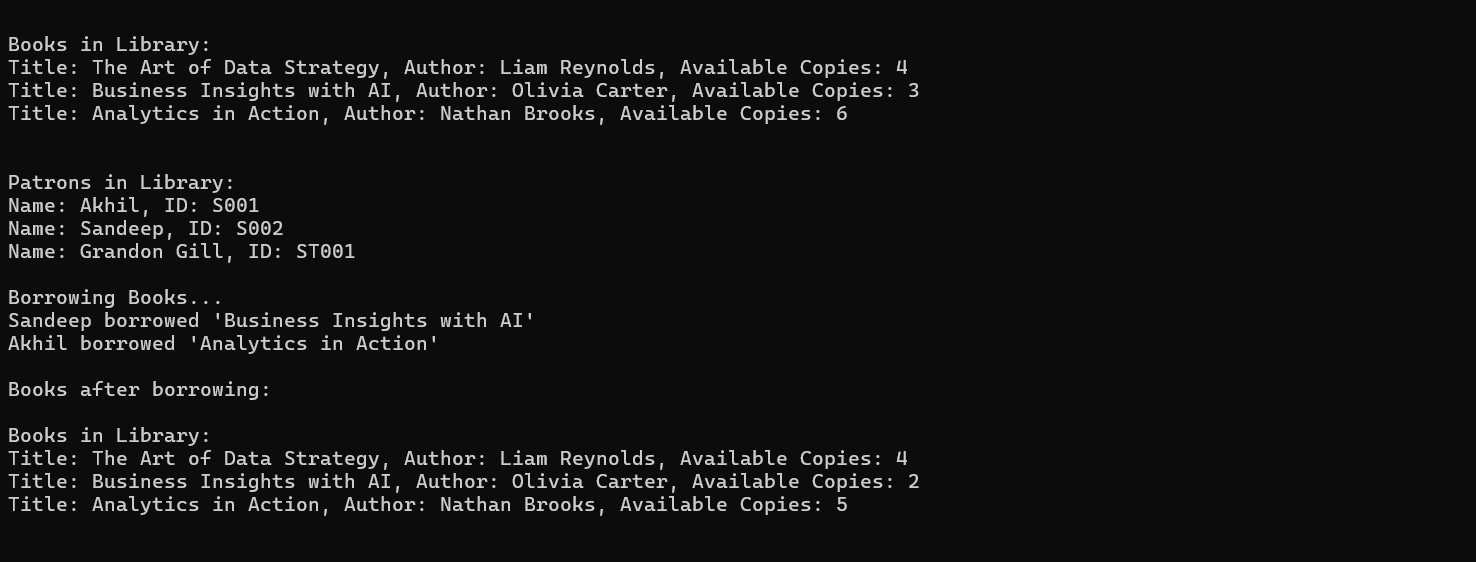 Books in Library:
Title: The Art of Data Strategy, Author: Liam Reynolds, Available Copies: 4
Title: Business Insights with AI, Author: Olivia Carter, Available Copies: 3
Title: Analytics in Action, Author: Nathan Brooks, Available Copies: 6
Patrons in Library:
Name: Akhil, ID: S001
Name: Sandeep, ID: S002
Name: Grandon Gill, ID: ST001
Borrowing Books...
Sandeep borrowed 'Business Insights with AI'
Akhil borrowed 'Analytics in Action'
Books after borrowing:
Books in Library:
Title: The Art of Data Strategy, Author: Liam Reynolds, Available Copies: 4
Title: Business Insights with AI, Author: Olivia Carter, Available Copies: 2
Title: Analytics in Action, Author: Nathan Brooks, Available Copies: 5